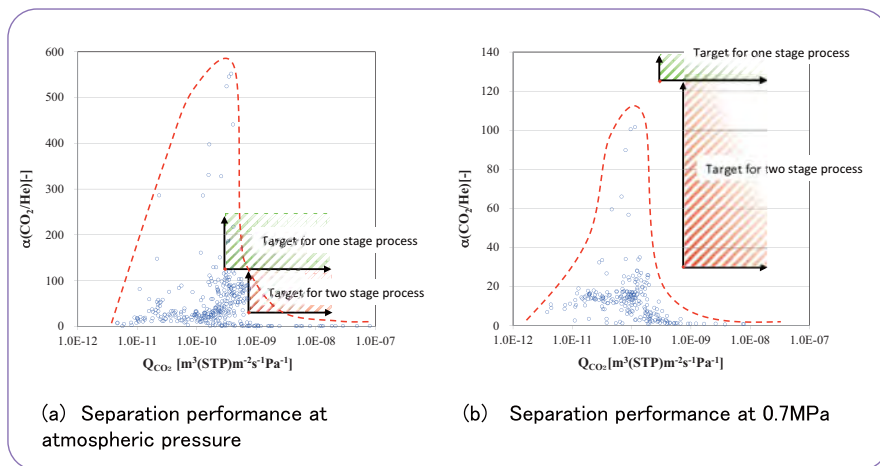 600
500
400
300
200
100
0
α(CO₂/He)[-]
Target for one stage process
Target for two stage process
1.0E-12 1.0E-11 1.0E-10 1.0E-09 1.0E-08 1.0E-07
Q_CO₂ [m³(STP)m⁻²s⁻¹Pa⁻¹]
(a) Separation performance at
atmospheric pressure
140
120
100
80
60
40
20
0
α(CO₂/He)[-]
Target for one stage process
Target for two stage process
1.0E-12 1.0E-11 1.0E-10 1.0E-09 1.0E-08 1.0E-07
Q_CO₂[m³(STP)m⁻²s⁻¹Pa⁻¹]
(b) Separation performance at 0.7MPa